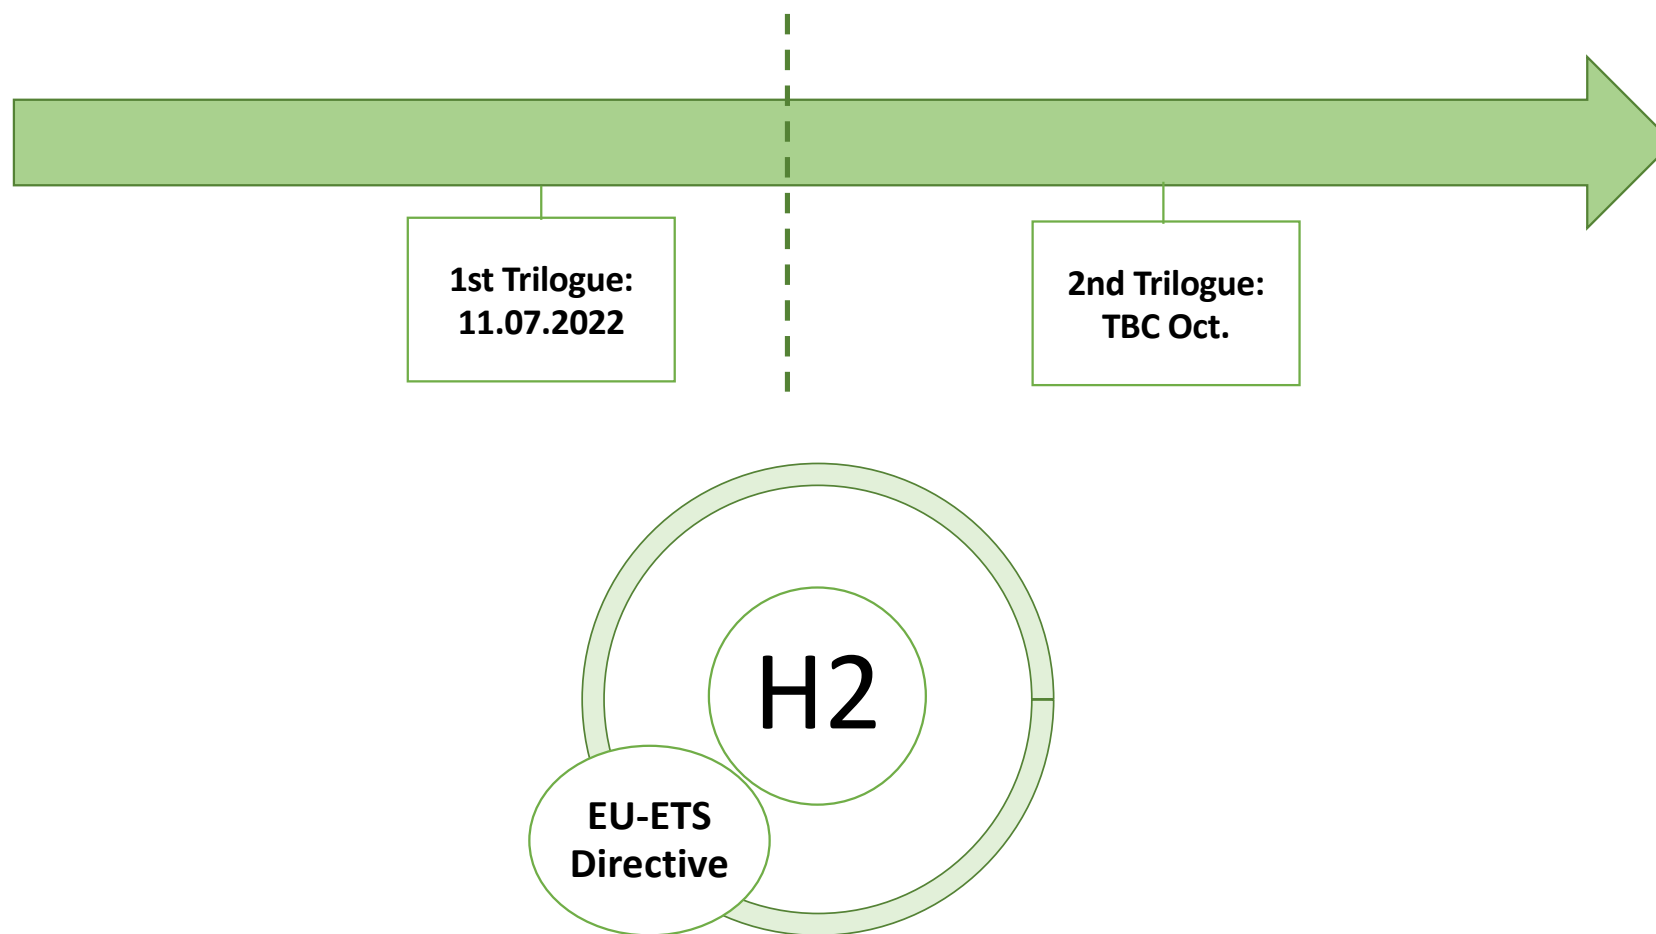 1st Trilogue:
11.07.2022
2nd Trilogue:
TBC Oct.
H2
EU-ETS
Directive